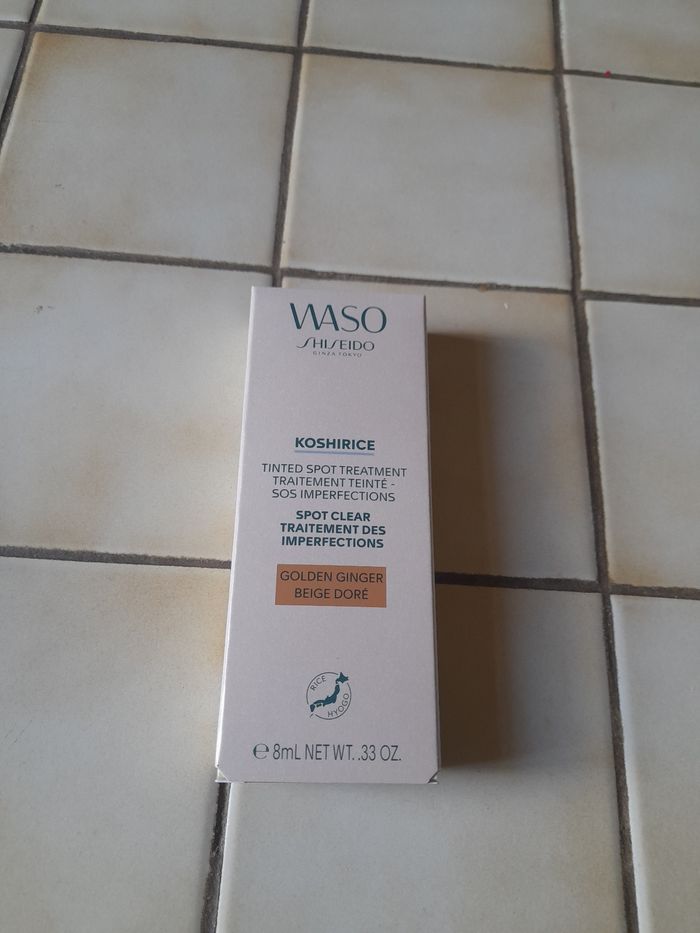 WASO
SHISEIDO
GINZA TOKYO
KOSHIRICE
TINTED SPOT TREATMENT
TRAITEMENT TEINTÉ -
SOS IMPERFECTIONS
SPOT CLEAR
TRAITEMENT DES
IMPERFECTIONS
GOLDEN GINGER
BEIGE DORÉ
RICE
HYOGO
℮ 8mL NET WT. .33 OZ.